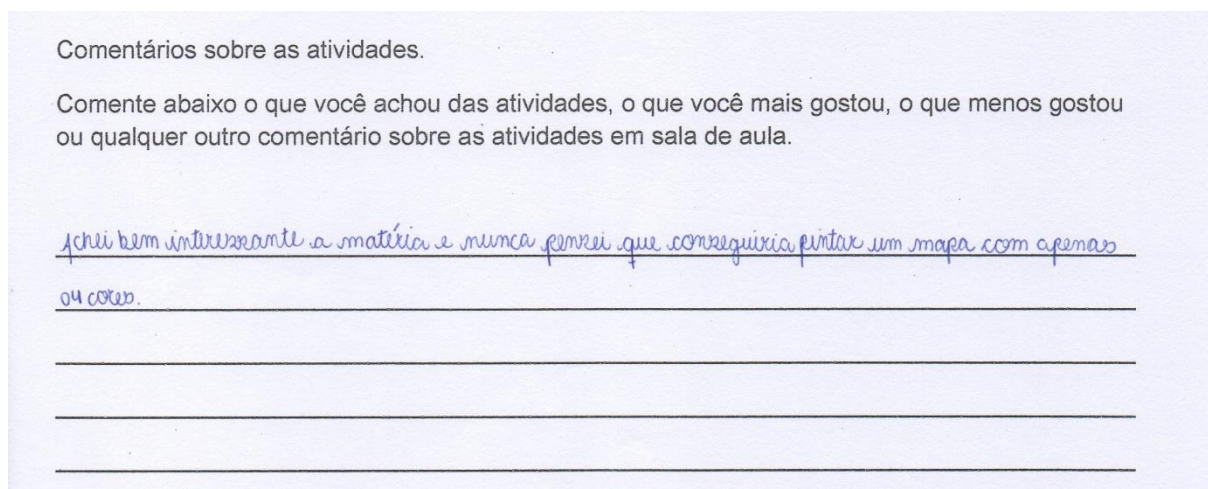 Comentários sobre as atividades.
Comente abaixo o que você achou das atividades, o que você mais gostou, o que menos gostou
ou qualquer outro comentário sobre as atividades em sala de aula.
Achei bem interessante a matéria e nunca pensei que conseguiria pintar um mapa com apenas
04 cores.